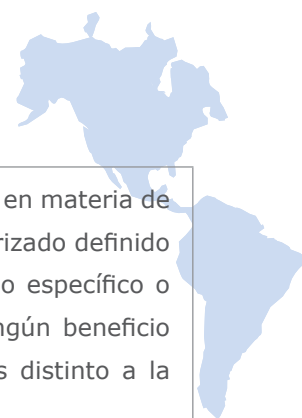 en materia de
rizado definido
o específico o
ngún beneficio
s distinto a la